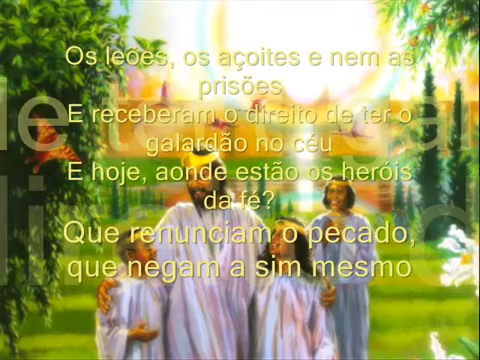 Os leões, os açoites e nem as
prisões
E receberam o direito de ter o
galardão no céu
E hoje, aonde estão os heróis
da fé?
Que renunciam o pecado,
que negam a sim mesmo